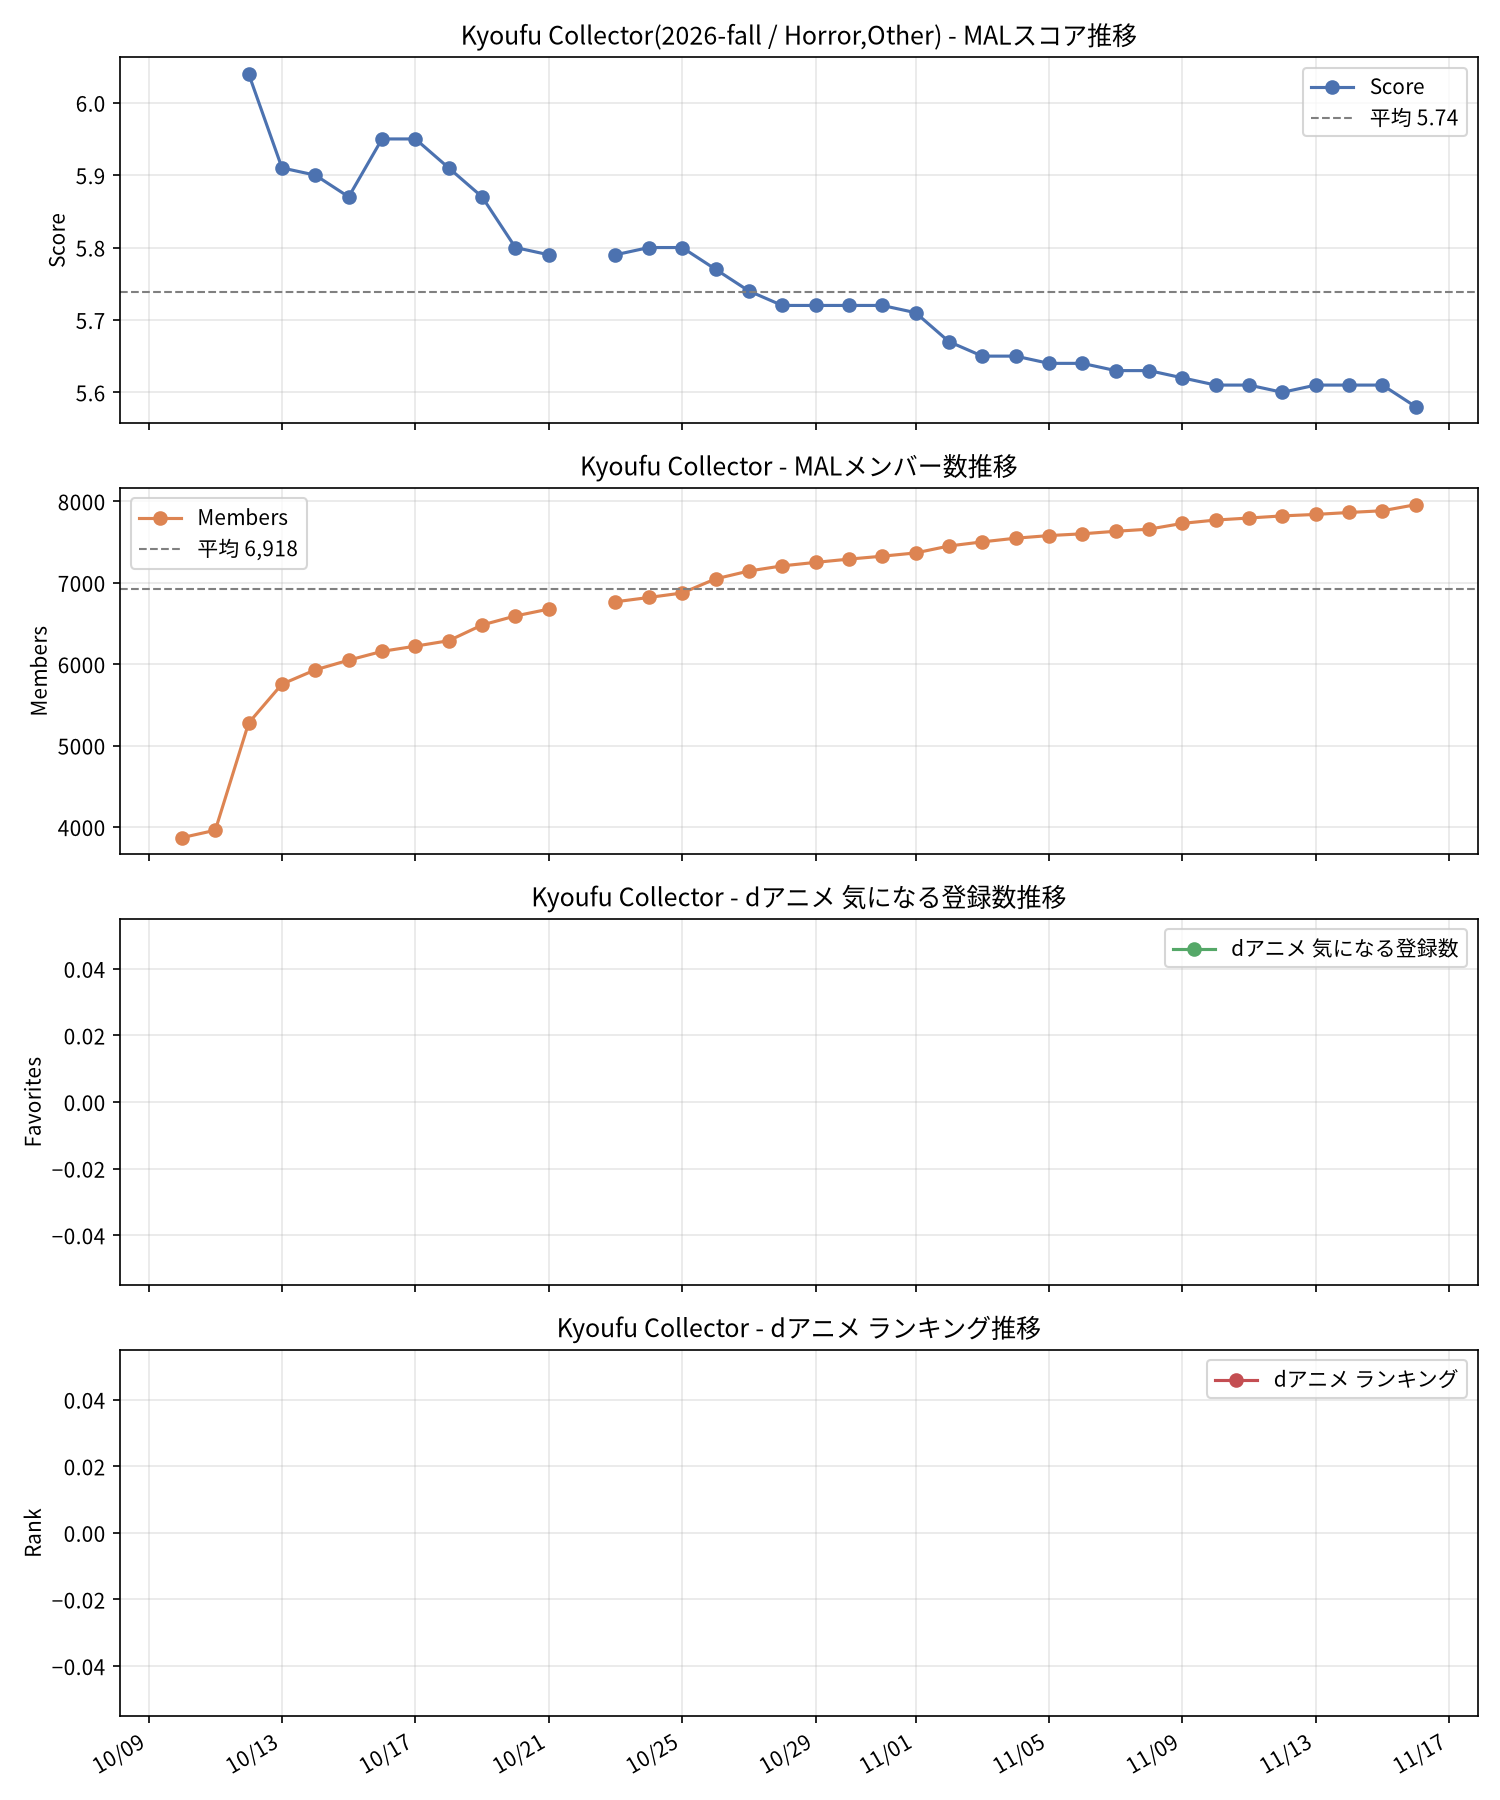 Kyoufu Collector(2026-fall / Horror,Other) - MALスコア推移
Score
平均 5.74
6.0
5.9
5.8
5.7
5.6
Score
Kyoufu Collector - MALメンバー数推移
Members
平均 6,918
8000
7000
6000
5000
4000
Members
Kyoufu Collector - dアニメ 気になる登録数推移
dアニメ 気になる登録数
0.04
0.02
0.00
−0.02
−0.04
Favorites
Kyoufu Collector - dアニメ ランキング推移
dアニメ ランキング
0.04
0.02
0.00
−0.02
−0.04
Rank
10/09
10/13
10/17
10/21
10/25
10/29
11/01
11/05
11/09
11/13
11/17